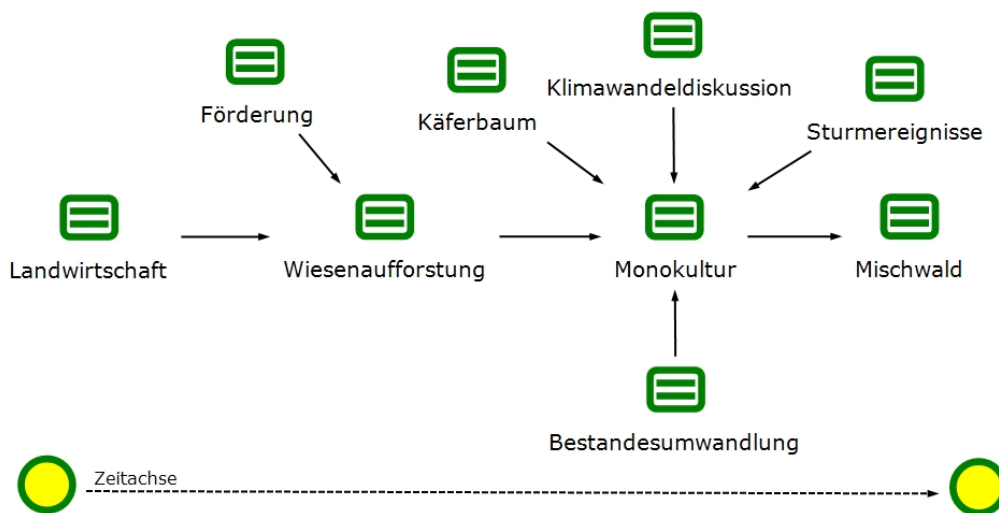 Klimawandeldiskussion
Förderung
Käferbaum
Sturmereignisse
Landwirtschaft
Wiesenaufforstung
Monokultur
Mischwald
Bestandesumwandlung
Zeitachse